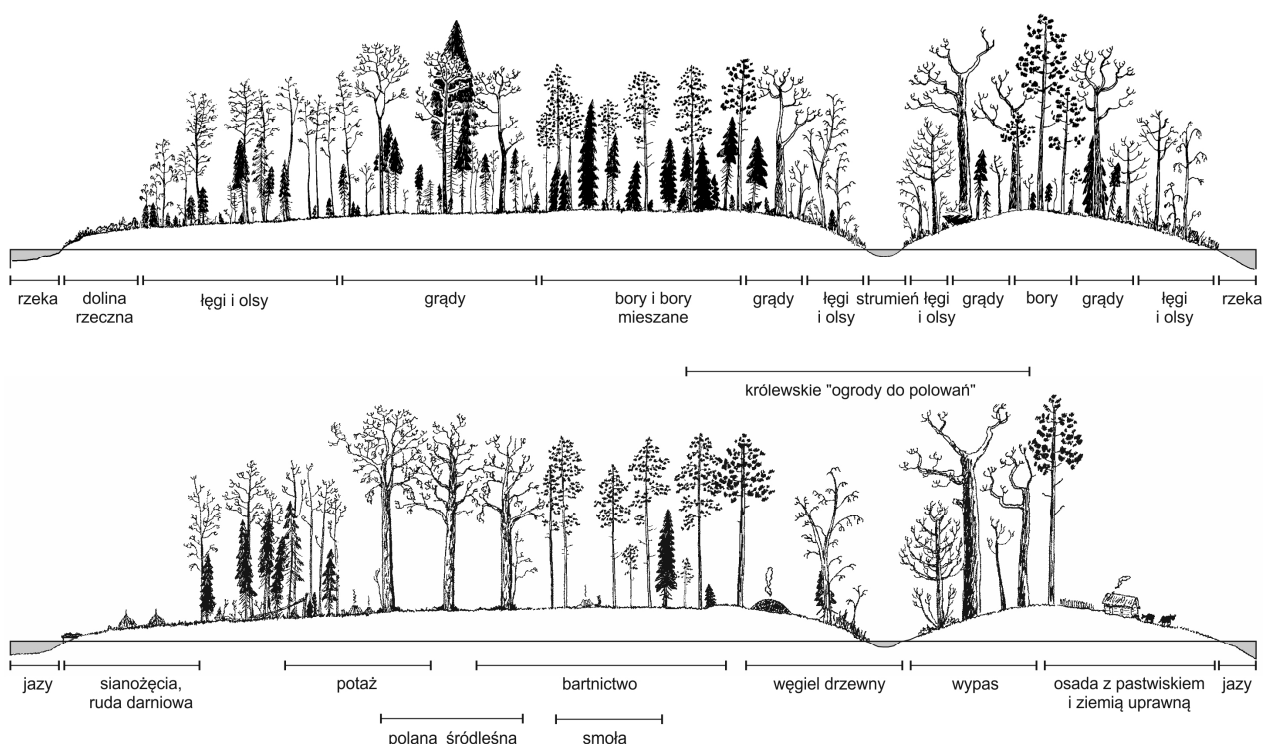 rzeka
dolina
rzeczna
łęgi i olsy
grądy
bory i bory
mieszane
grądy
łęgi
i olsy
strumień
łęgi
i olsy
grądy
bory
grądy
łęgi
i olsy
rzeka
królewskie "ogrody do polowań"
jazy
sianożęcia,
ruda darniowa
potaż
bartnictwo
węgiel drzewny
wypas
osada z pastwiskiem
i ziemią uprawną
jazy
polana śródleśna
smoła